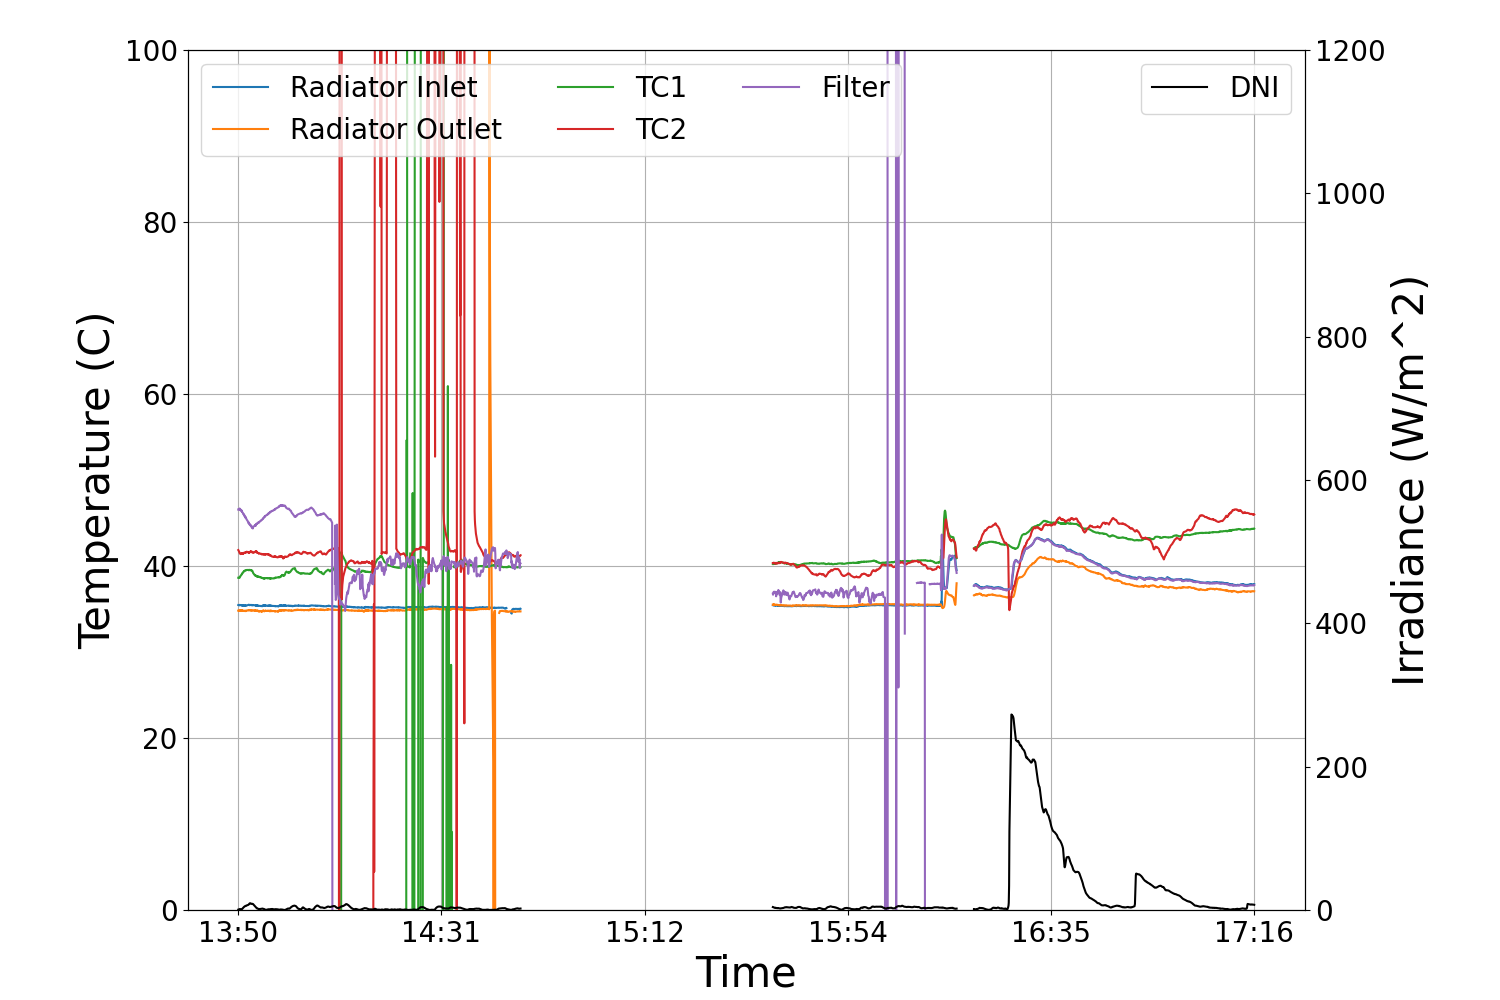 100
80
60
40
20
0
Temperature (C)
Radiator Inlet
Radiator Outlet
TC1
TC2
Filter
DNI
1200
1000
800
600
400
200
0
Irradiance (W/m^2)
13:50
14:31
15:12
15:54
16:35
17:16
Time